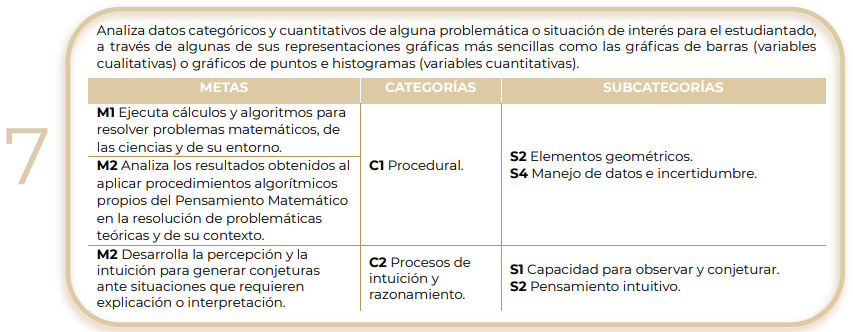 Analiza datos categóricos y cuantitativos de alguna problemática o situación de interés para el estudiantado,
a través de algunas de sus representaciones gráficas más sencillas como las gráficas de barras (variables
cualitativas) o gráficos de puntos e histogramas (variables cuantitativas).
METAS CATEGORÍAS SUBCATEGORÍAS
7
M1 Ejecuta cálculos y algoritmos para
resolver problemas matemáticos, de
las ciencias y de su entorno.
M2 Analiza los resultados obtenidos al
aplicar procedimientos algorítmicos
propios del Pensamiento Matemático
en la resolución de problemáticas
teóricas y de su contexto.
C1 Procedural.
S2 Elementos geométricos.
S4 Manejo de datos e incertidumbre.
M2 Desarrolla la percepción y la
intuición para generar conjeturas
ante situaciones que requieren
explicación o interpretación.
C2 Procesos de
intuición y
razonamiento.
S1 Capacidad para observar y conjeturar.
S2 Pensamiento intuitivo.